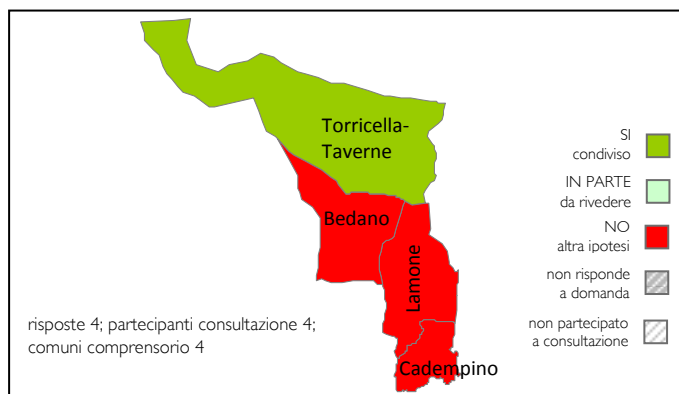 Torricella-
Taverne
Bedano
Lamone
Cadempino
SI
condiviso
IN PARTE
da rivedere
NO
altra ipotesi
non risponde
a domanda
non partecipato
a consultazione
risposte 4; partecipanti consultazione 4;
comuni comprensorio 4